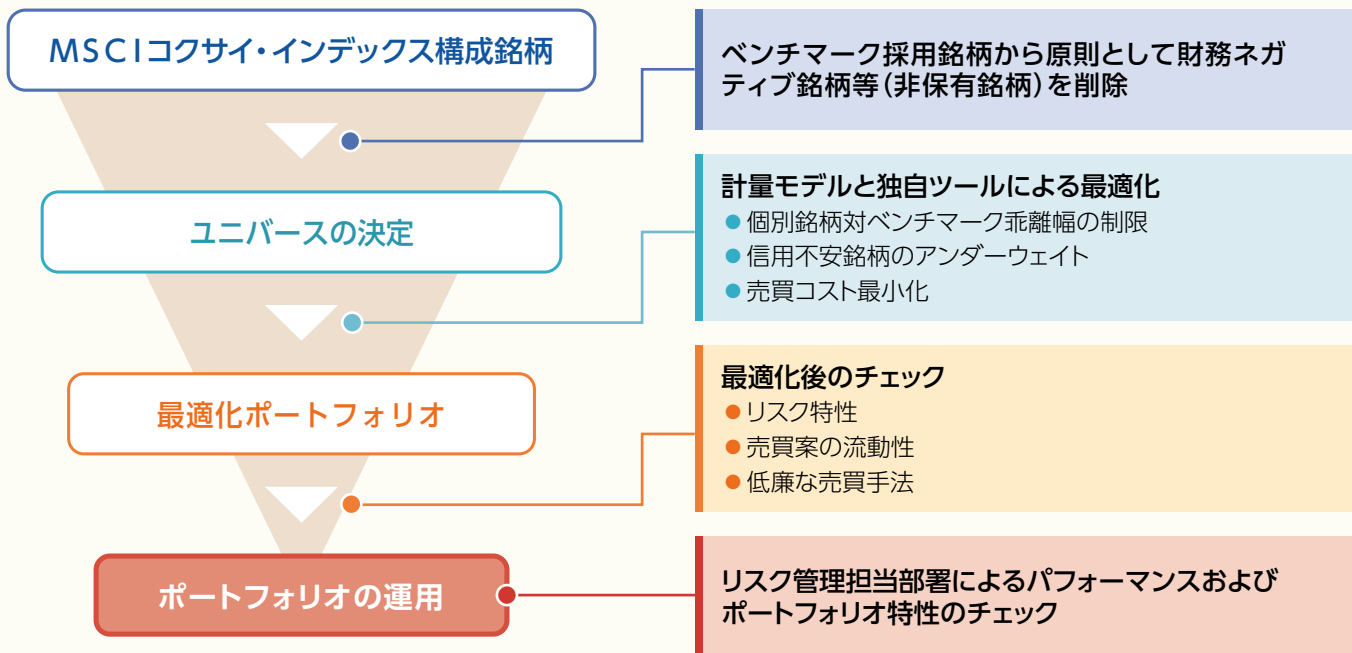 MSCIコクサイ・インデックス構成銘柄
ベンチマーク採用銘柄から原則として財務ネガ
ティブ銘柄等(非保有銘柄)を削除
ユニバースの決定
計量モデルと独自ツールによる最適化
● 個別銘柄対ベンチマーク乖離幅の制限
● 信用不安銘柄のアンダーウェイト
● 売買コスト最小化
最適化ポートフォリオ
最適化後のチェック
● リスク特性
● 売買案の流動性
● 低廉な売買手法
ポートフォリオの運用
リスク管理担当部署によるパフォーマンスおよび
ポートフォリオ特性のチェック